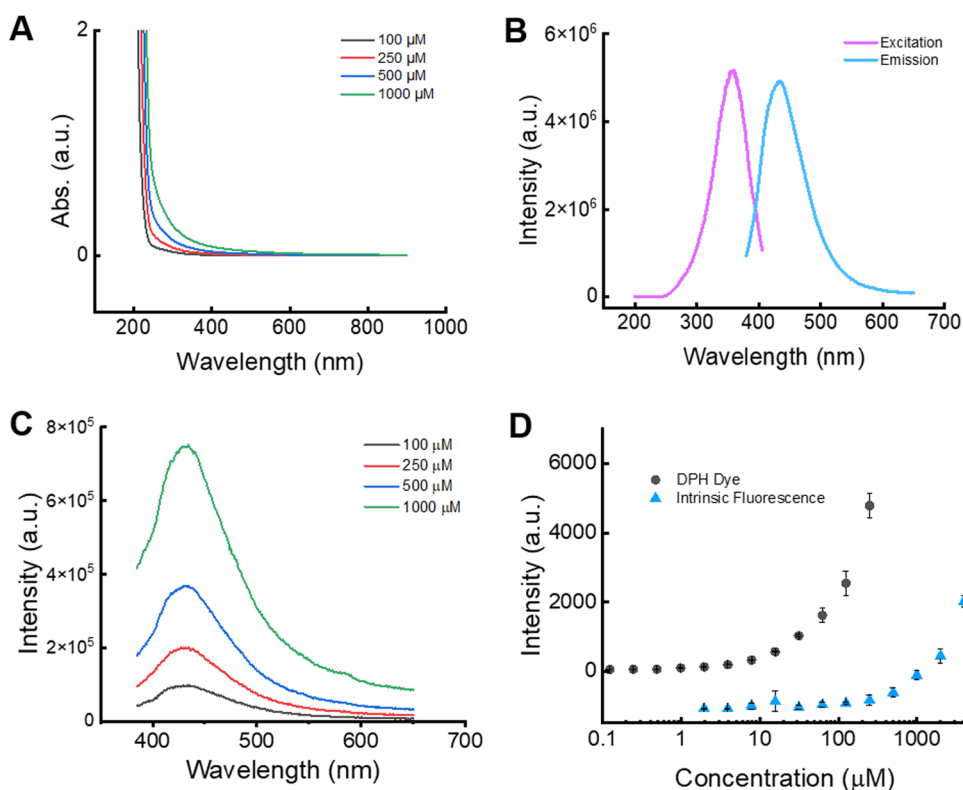 A
2
0
Abs. (a.u.)
100 µM
250 µM
500 µM
1000 µM
200 400 600 800 1000
Wavelength (nm)
B
6×10⁶
4×10⁶
2×10⁶
0
Intensity (a.u.)
Excitation
Emission
200 300 400 500 600 700
Wavelength (nm)
C
8×10⁵
6×10⁵
4×10⁵
2×10⁵
0
Intensity (a.u.)
100 µM
250 µM
500 µM
1000 µM
400 500 600 700
Wavelength (nm)
D
6000
4000
2000
0
Intensity (a.u.)
DPH Dye
Intrinsic Fluorescence
0.1 1 10 100 1000
Concentration (µM)